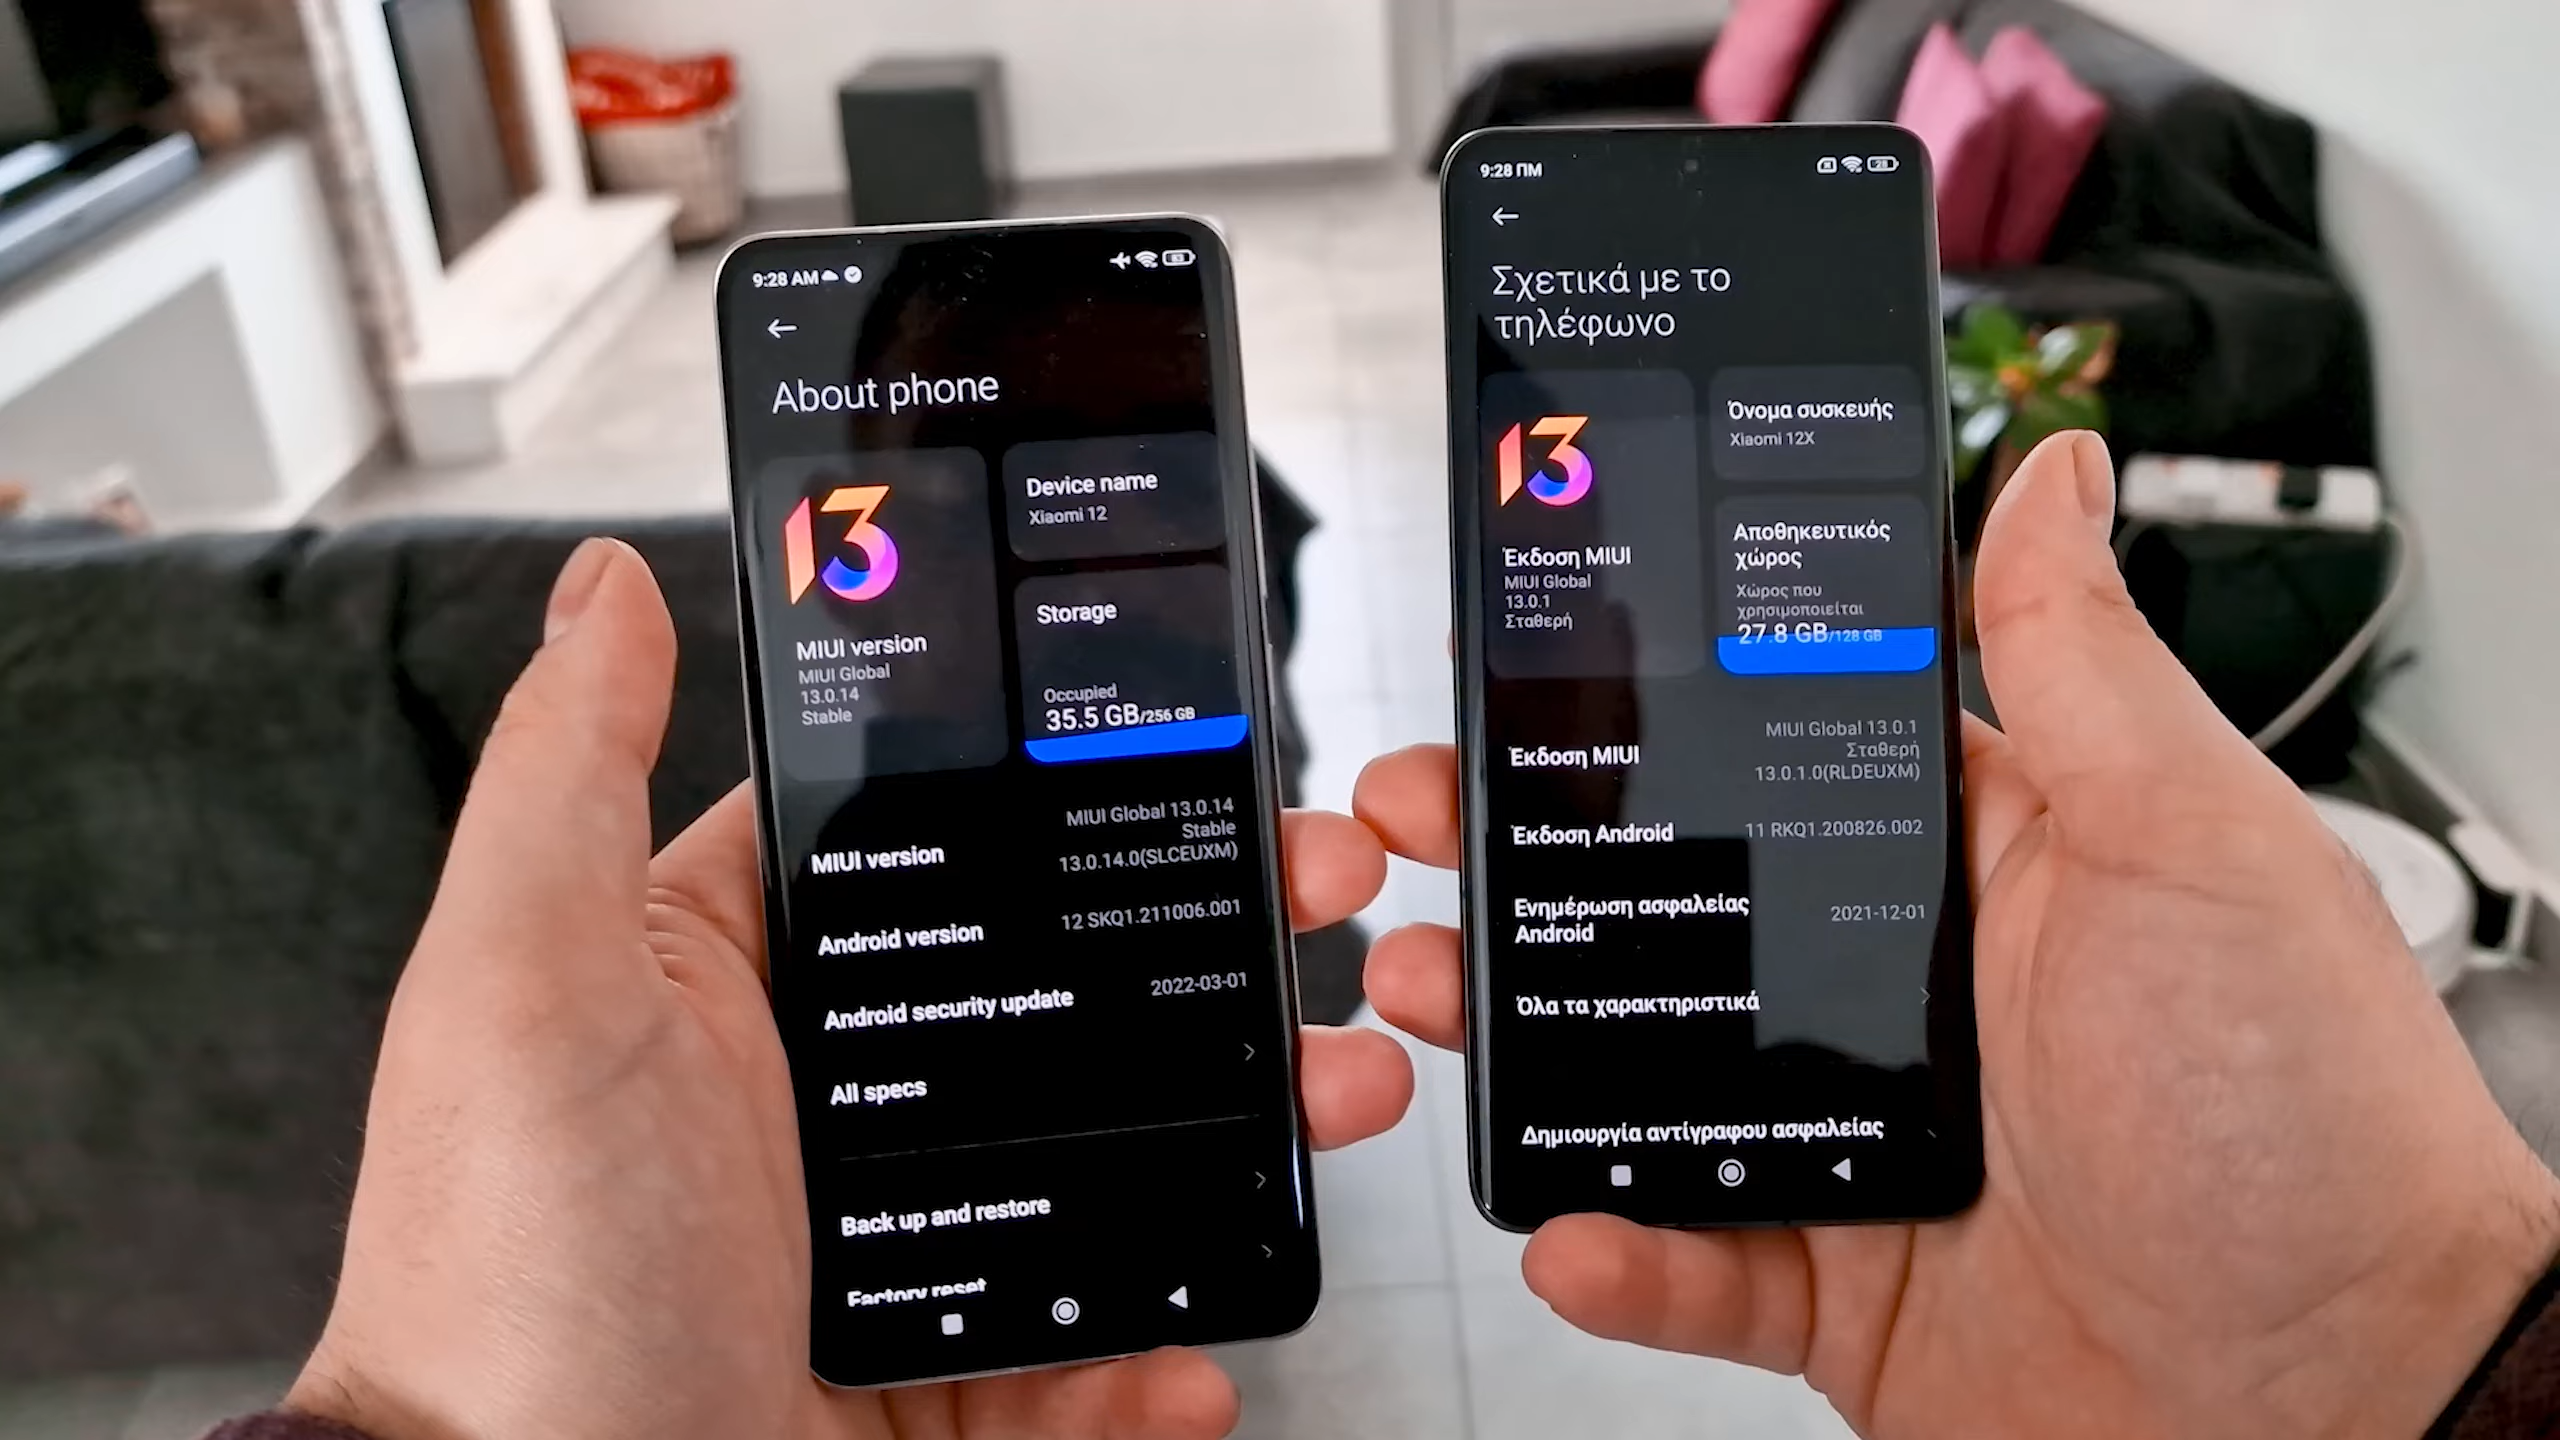 9:28 AM
83
About phone
13
MIUI version
MIUI Global
13.0.14
Stable
Device name
Xiaomi 12
Storage
Occupied
35.5 GB/256 GB
MIUI version
MIUI Global 13.0.14
Stable
13.0.14.0(SLCEUXM)
Android version
12 SKQ1.211006.001
Android security update
2022-03-01
All specs
Back up and restore
Factory reset
9:28 ΠΜ
28
Σχετικά με το
τηλέφωνο
13
Έκδοση MIUI
MIUI Global
13.0.1
Σταθερή
Όνομα συσκευής
Xiaomi 12X
Αποθηκευτικός
χώρος
Χώρος που
χρησιμοποιείται
27.8 GB/128 GB
Έκδοση MIUI
MIUI Global 13.0.1
Σταθερή
13.0.1.0(RLDEUXM)
Έκδοση Android
11 RKQ1.200826.002
Ενημέρωση ασφαλείας
Android
2021-12-01
Όλα τα χαρακτηριστικά
Δημιουργία αντίγραφου ασφαλείας